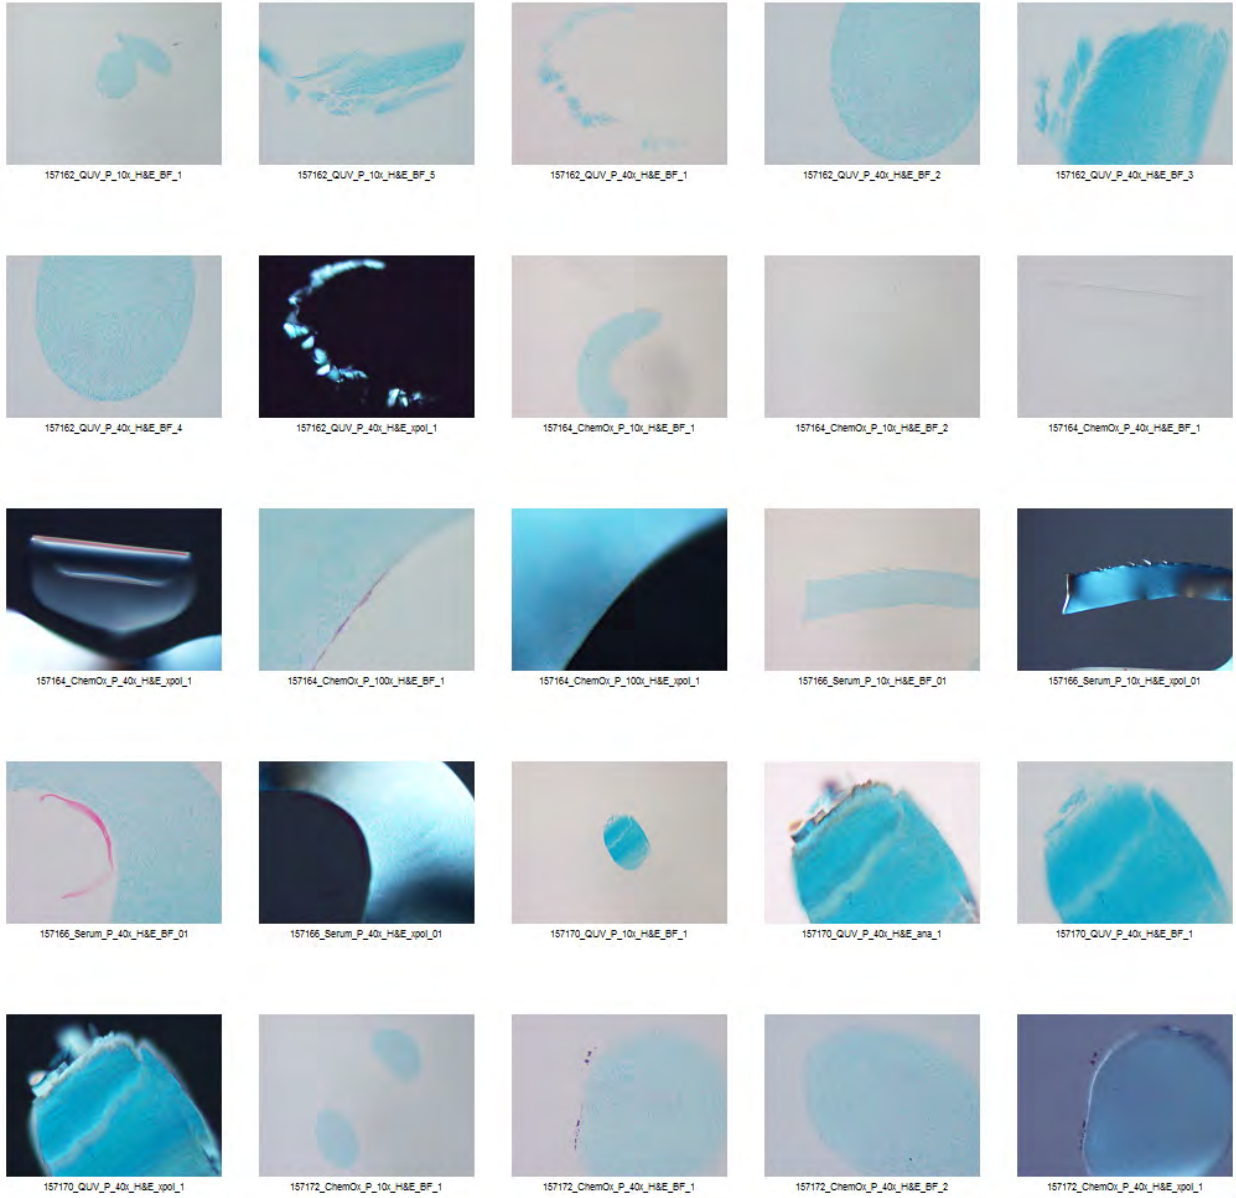 157162_QUV_P_10x_H&E_BF_1
157162_QUV_P_10x_H&E_BF_5
157162_QUV_P_40x_H&E_BF_1
157162_QUV_P_40x_H&E_BF_2
157162_QUV_P_40x_H&E_BF_3
157162_QUV_P_40x_H&E_BF_4
157162_QUV_P_40x_H&E_xpol_1
157164_ChemOx_P_10x_H&E_BF_1
157164_ChemOx_P_10x_H&E_BF_2
157164_ChemOx_P_40x_H&E_BF_1
157164_ChemOx_P_40x_H&E_xpol_1
157164_ChemOx_P_100x_H&E_BF_1
157164_ChemOx_P_100x_H&E_xpol_1
157166_Serum_P_10x_H&E_BF_01
157166_Serum_P_10x_H&E_xpol_01
157166_Serum_P_40x_H&E_BF_01
157166_Serum_P_40x_H&E_xpol_01
157170_QUV_P_10x_H&E_BF_1
157170_QUV_P_40x_H&E_ana_1
157170_QUV_P_40x_H&E_BF_1
157170_QUV_P_40x_H&E_xpol_1
157172_ChemOx_P_10x_H&E_BF_1
157172_ChemOx_P_40x_H&E_BF_1
157172_ChemOx_P_40x_H&E_BF_2
157172_ChemOx_P_40x_H&E_xpol_1